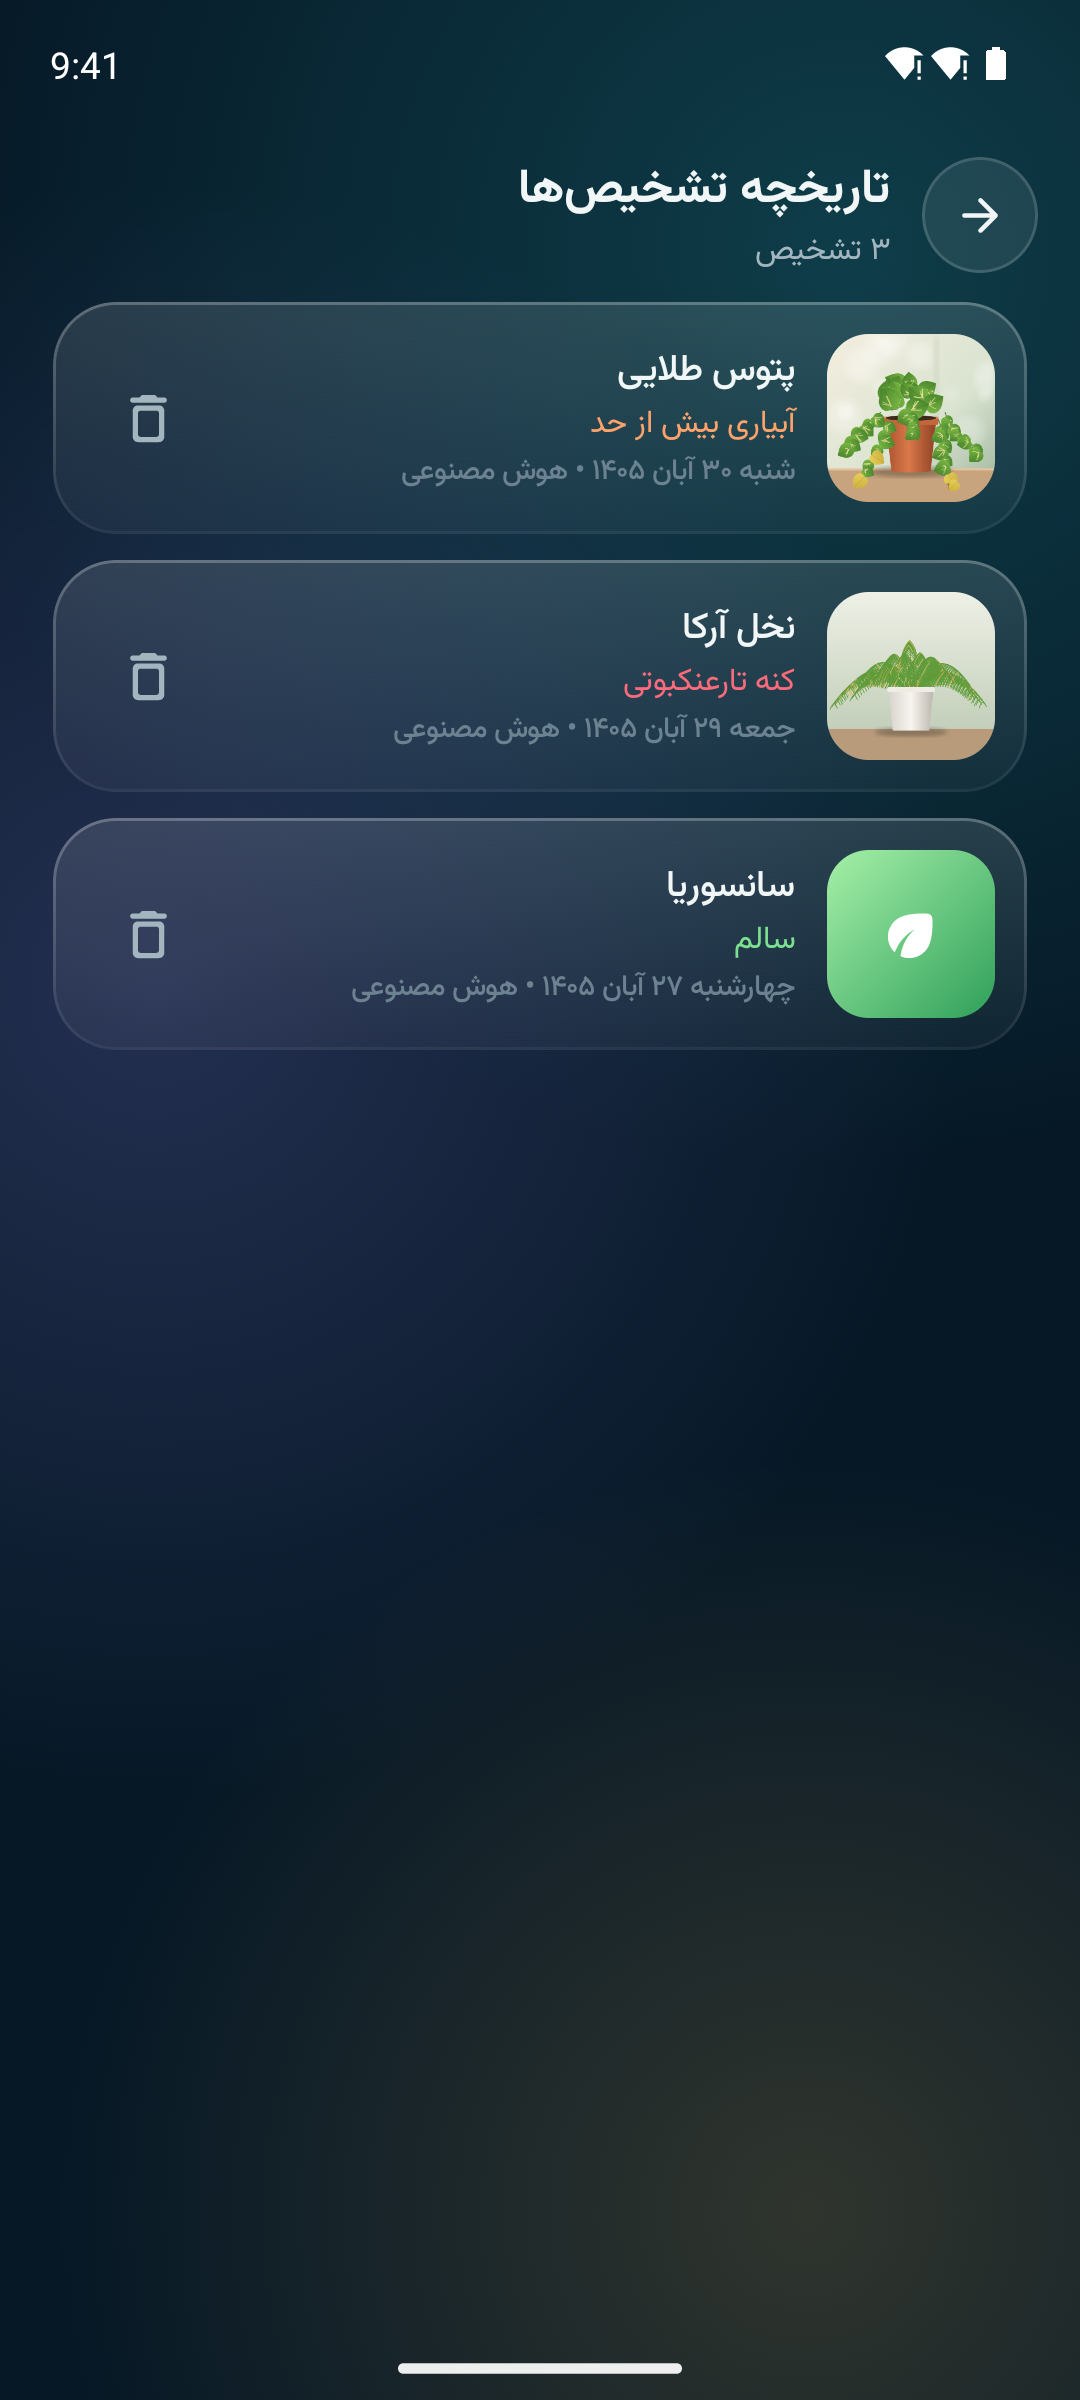 9:41
تاریخچه تشخیص‌ها
۳ تشخیص
پتوس طلایی
آبیاری بیش از حد
شنبه ۳۰ آبان ۱۴۰۵ • هوش مصنوعی
نخل آرکا
کنه تارعنکبوتی
جمعه ۲۹ آبان ۱۴۰۵ • هوش مصنوعی
سانسوریا
سالم
چهارشنبه ۲۷ آبان ۱۴۰۵ • هوش مصنوعی